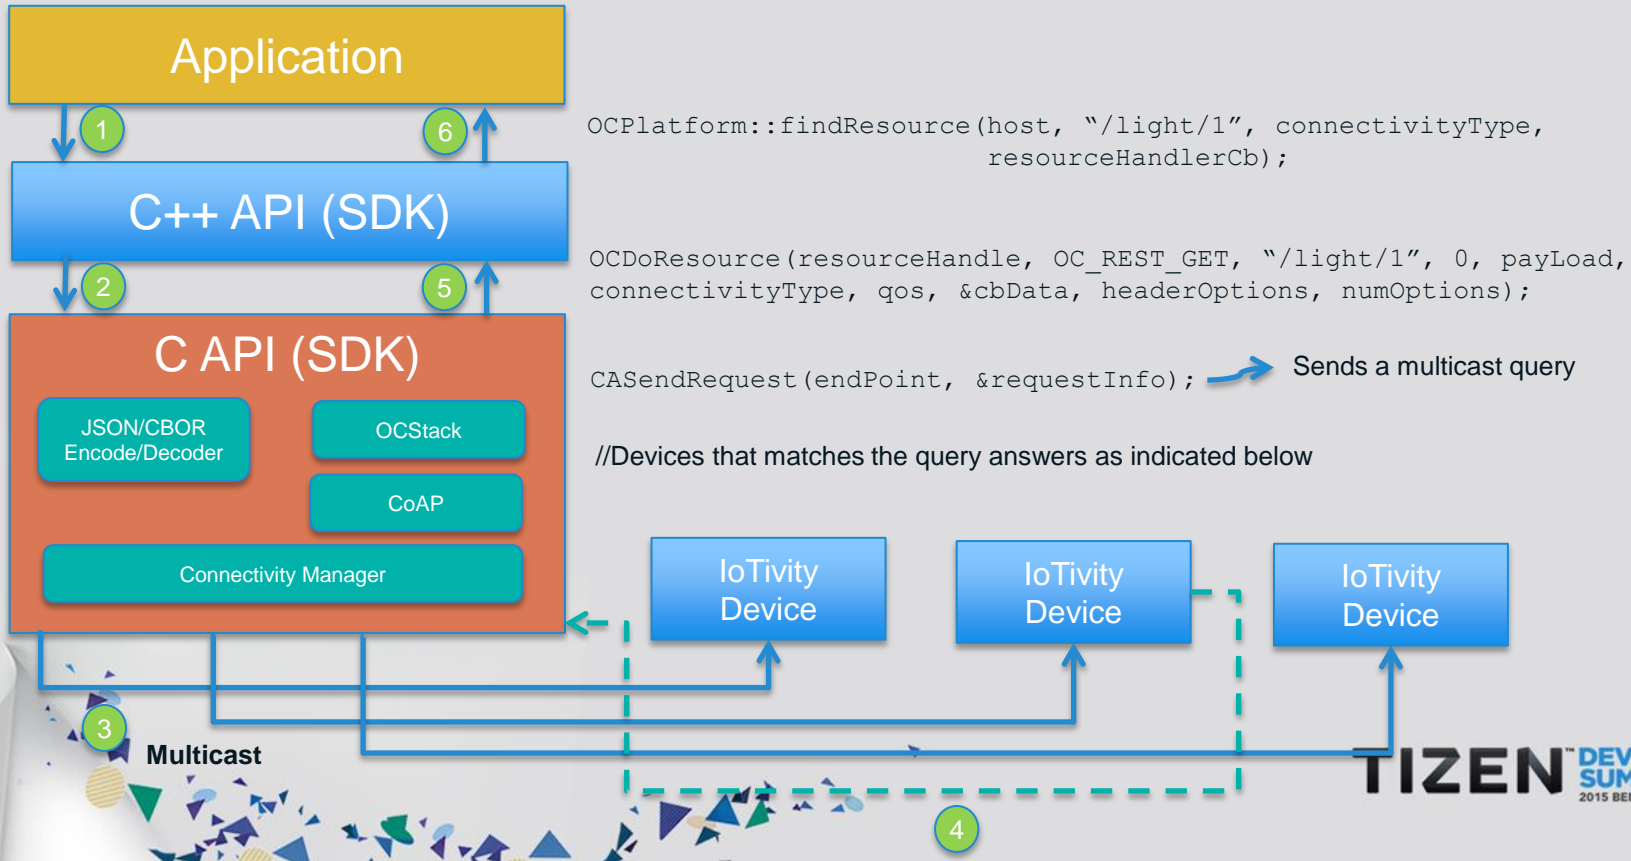 Application
1
6
OCPlatform::findResource(host, “/light/1”, connectivityType,
resourceHandlerCb);
C++ API (SDK)
2
5
OCDoResource(resourceHandle, OC_REST_GET, “/light/1”, 0, payLoad,
connectivityType, qos, &cbData, headerOptions, numOptions);
C API (SDK)
CASendRequest(endPoint, &requestInfo);
Sends a multicast query
JSON/CBOR
Encode/Decoder
OCStack
//Devices that matches the query answers as indicated below
CoAP
Connectivity Manager
IoTivity
Device
IoTivity
Device
IoTivity
Device
3
Multicast
4
TIZEN™
2015